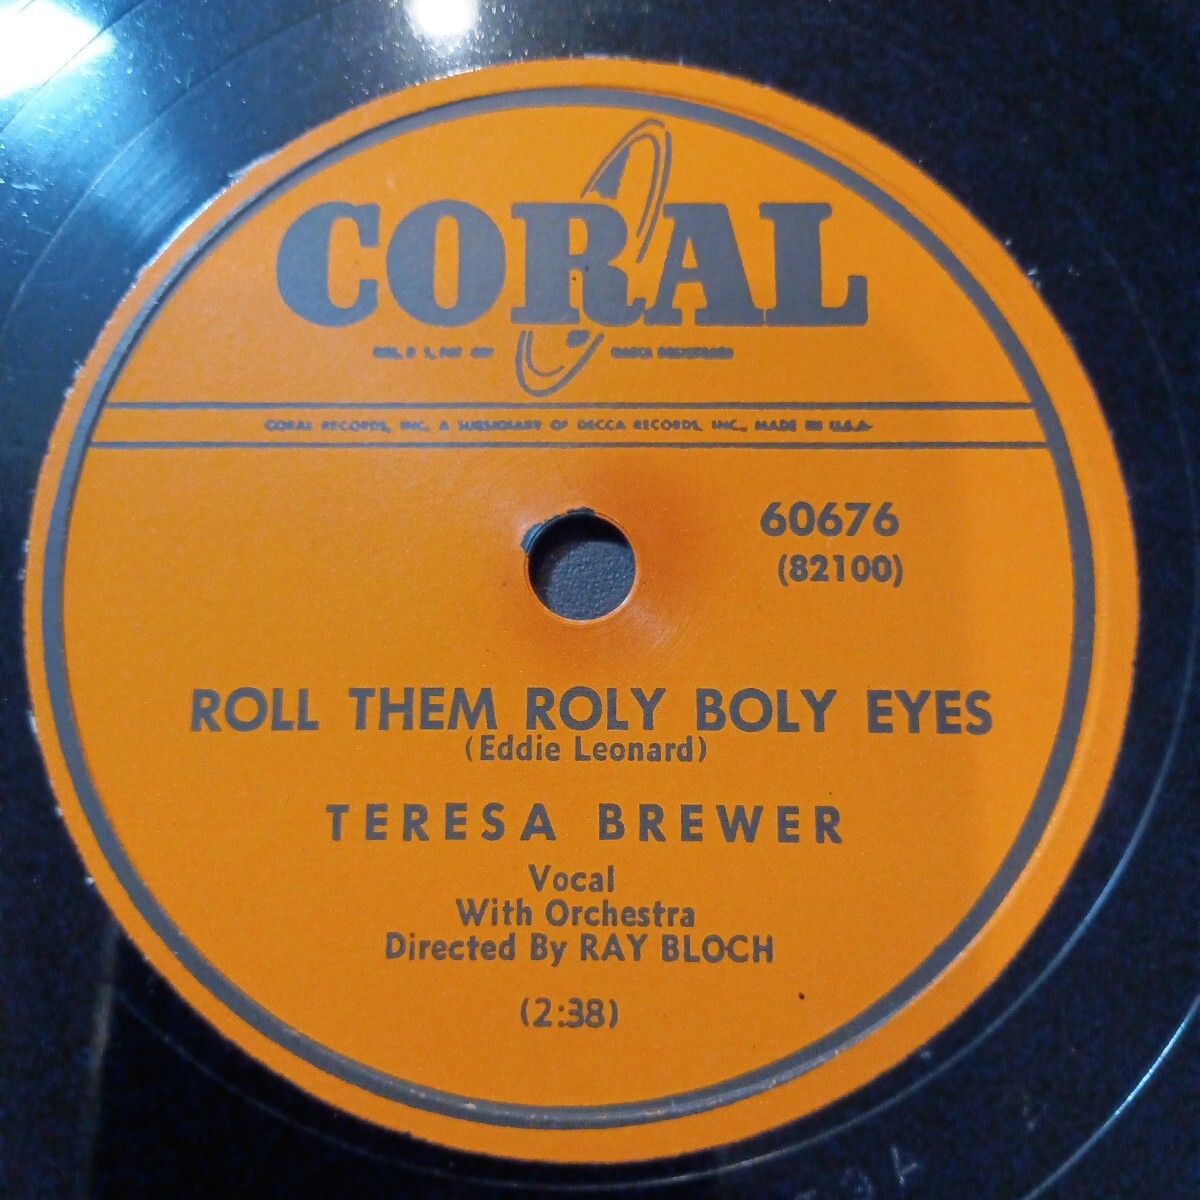 CORAL
CORAL RECORDS, INC. A SUBSIDIARY OF DECCA RECORDS, INC., MADE IN U.S.A.
60676
(82100)
ROLL THEM ROLY BOLY EYES
(Eddie Leonard)
TERESA BREWER
Vocal
With Orchestra
Directed By RAY BLOCH
(2:38)